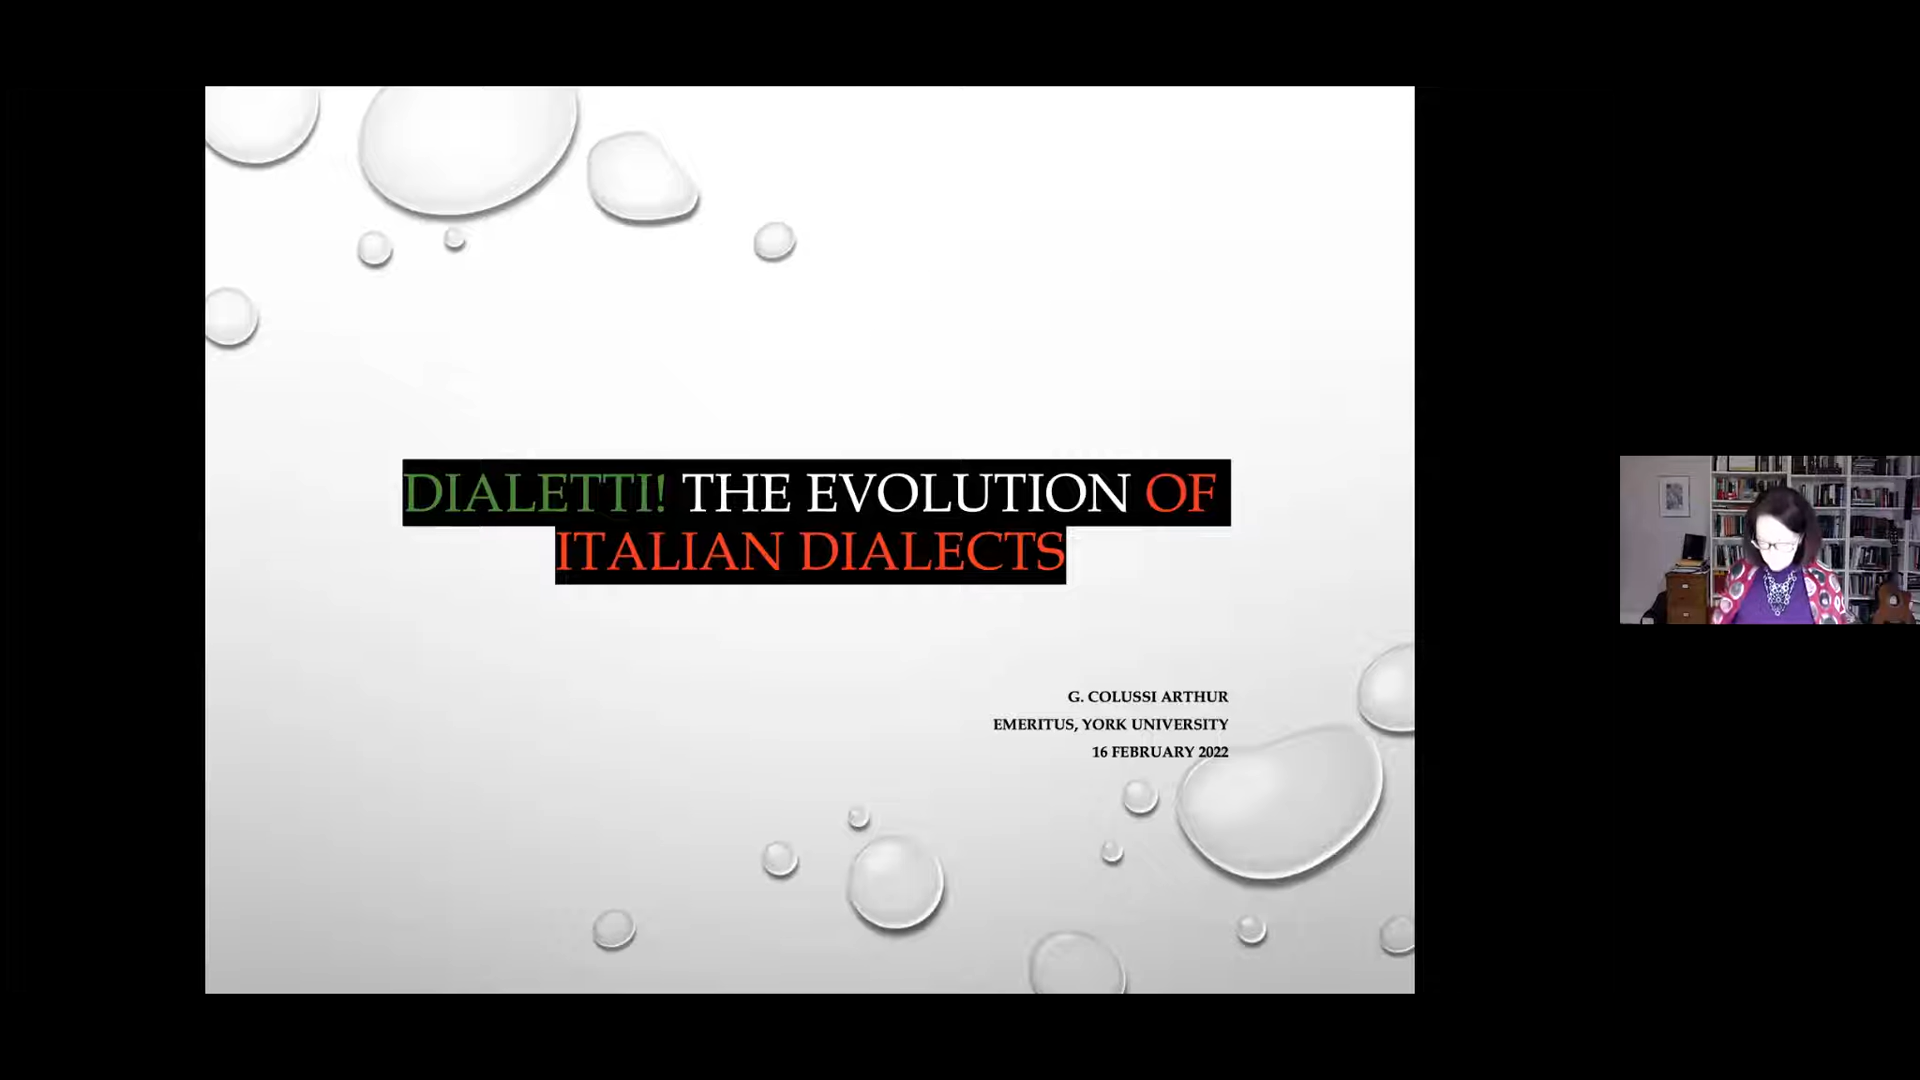 DIALETTI! THE EVOLUTION OF
ITALIAN DIALECTS
G. COLUSSI ARTHUR
EMERITUS, YORK UNIVERSITY
16 FEBRUARY 2022